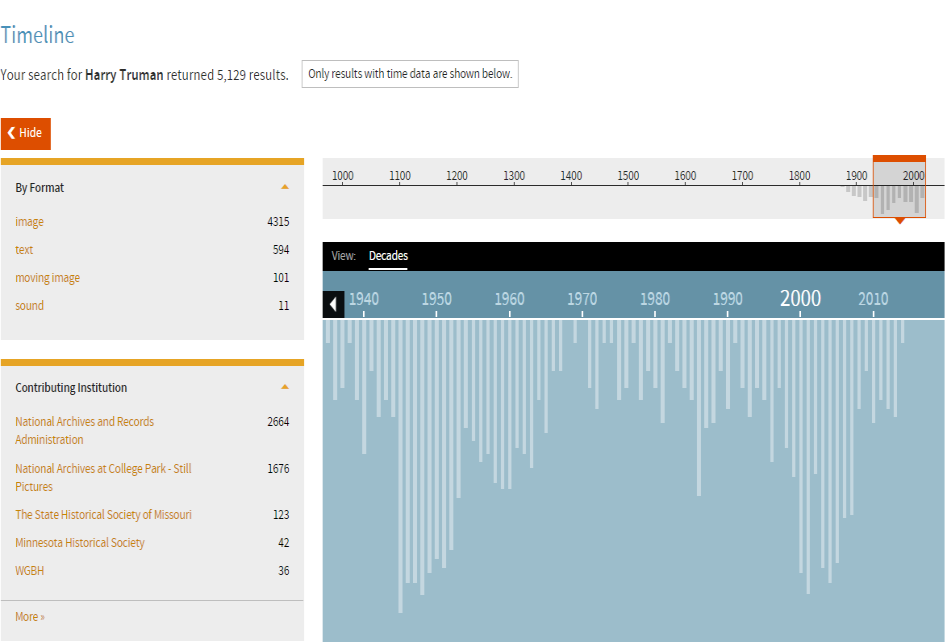 Timeline
Your search for Harry Truman returned 5,129 results. Only results with time data are shown below.
❮ Hide
By Format
image 4315
text 594
moving image 101
sound 11
Contributing Institution
National Archives and Records 2664
Administration
National Archives at College Park - Still 1676
Pictures
The State Historical Society of Missouri 123
Minnesota Historical Society 42
WGBH 36
More »
1000 1100 1200 1300 1400 1500 1600 1700 1800 1900 2000
View: Decades
1940 1950 1960 1970 1980 1990 2000 2010